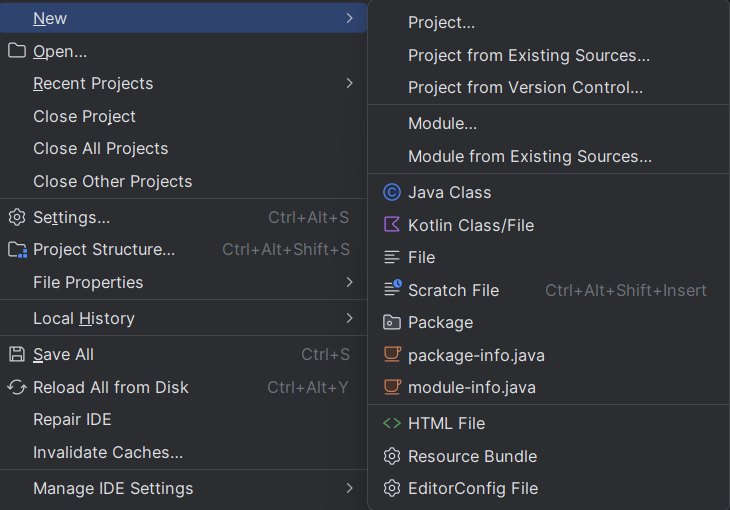 New
Open...
Recent Projects
Close Project
Close All Projects
Close Other Projects
Settings... Ctrl+Alt+S
Project Structure... Ctrl+Alt+Shift+S
File Properties
Local History
Save All Ctrl+S
Reload All from Disk Ctrl+Alt+Y
Repair IDE
Invalidate Caches...
Manage IDE Settings
Project...
Project from Existing Sources...
Project from Version Control...
Module...
Module from Existing Sources...
Java Class
Kotlin Class/File
File
Scratch File Ctrl+Alt+Shift+Insert
Package
package-info.java
module-info.java
HTML File
Resource Bundle
EditorConfig File